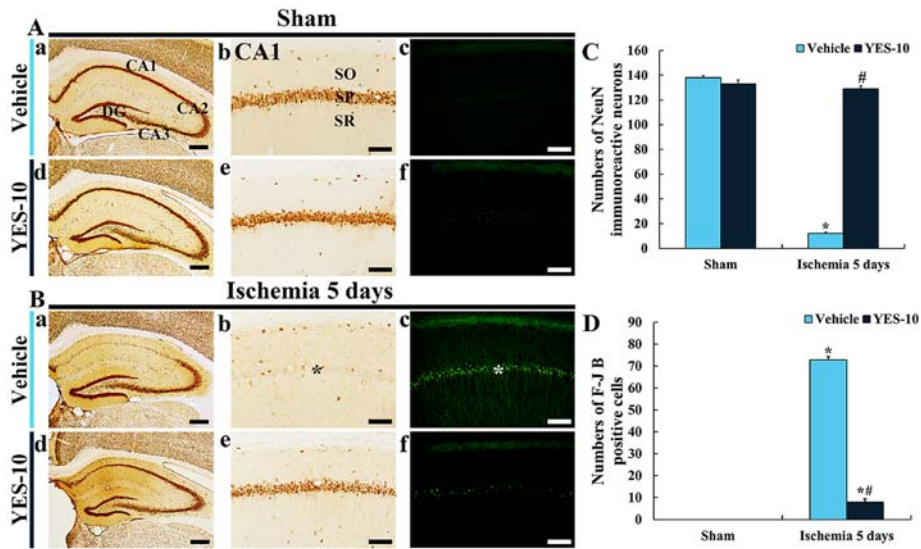 Sham
A
Vehicle
YES-10
a
CA1
CA2
DG
CA3
b
CA1
SO
SP
SR
c
d
e
f
Ischemia 5 days
B
Vehicle
YES-10
a
b
*
c
*
d
e
f
C
Vehicle YES-10
Numbers of NeuN
immunoreactive neurons
160
140
120
100
80
60
40
20
0
*
#
Sham Ischemia 5 days
D
Vehicle YES-10
Numbers of F-J B
positive cells
90
80
70
60
50
40
30
20
10
0
*
*#
Sham Ischemia 5 days